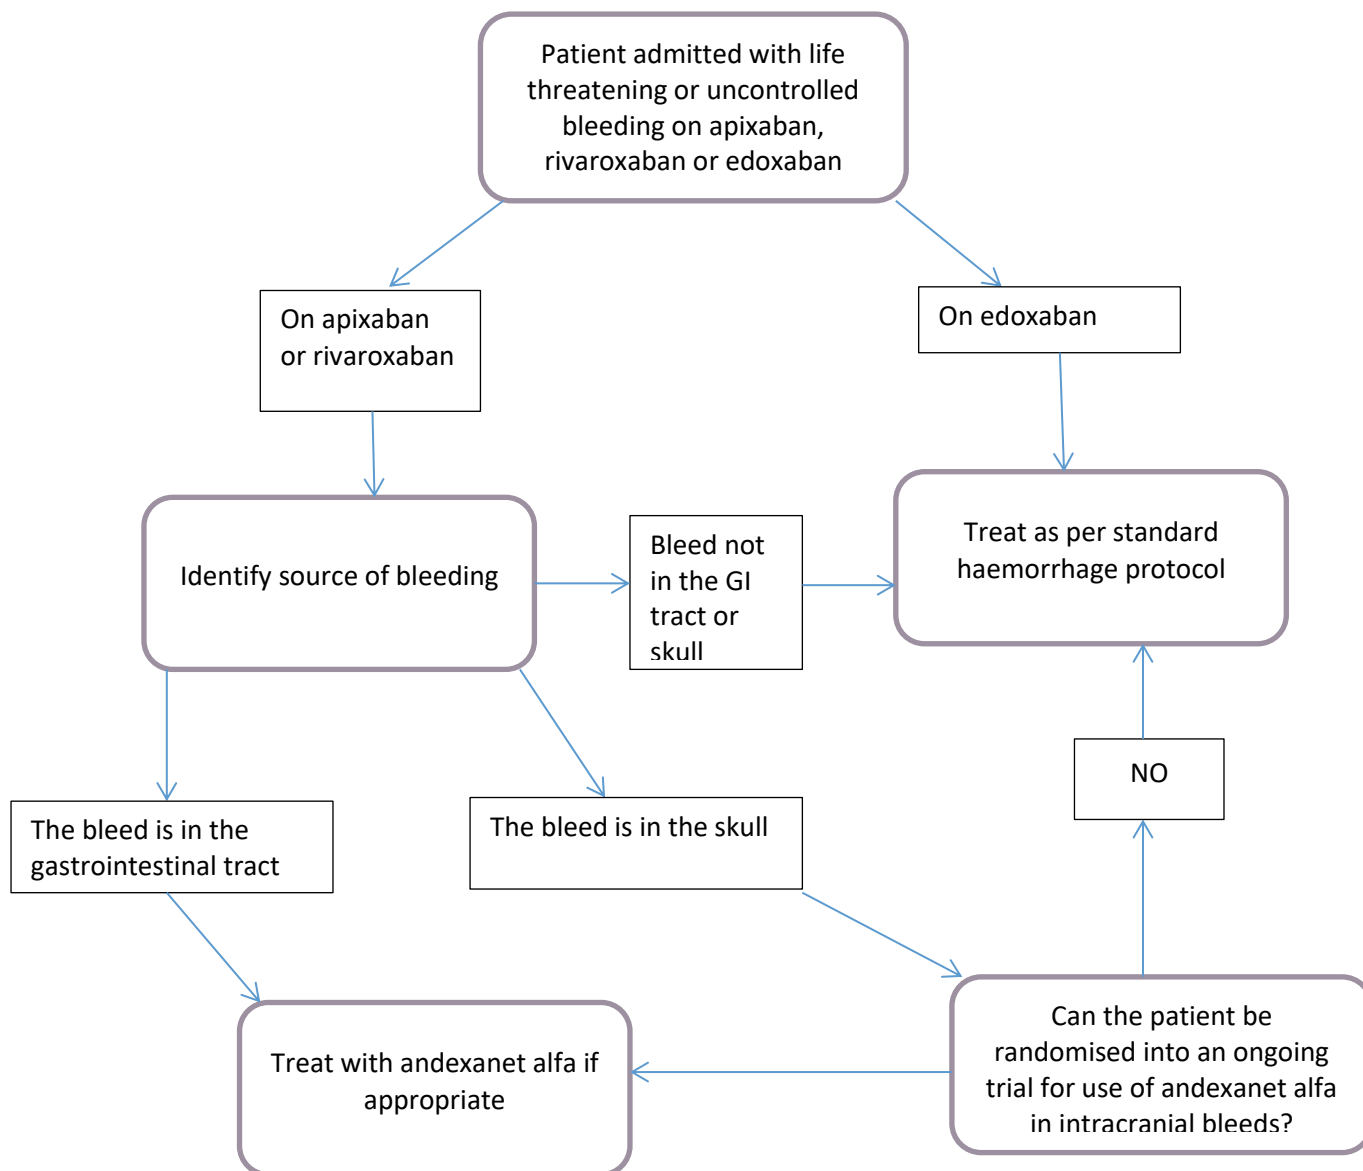 Patient admitted with life
threatening or uncontrolled
bleeding on apixaban,
rivaroxaban or edoxaban
On apixaban
or rivaroxaban
On edoxaban
Identify source of bleeding
Bleed not
in the GI
tract or
skull
Treat as per standard
haemorrhage protocol
NO
The bleed is in the
gastrointestinal tract
The bleed is in the skull
Treat with andexanet alfa if
appropriate
Can the patient be
randomised into an ongoing
trial for use of andexanet alfa
in intracranial bleeds?